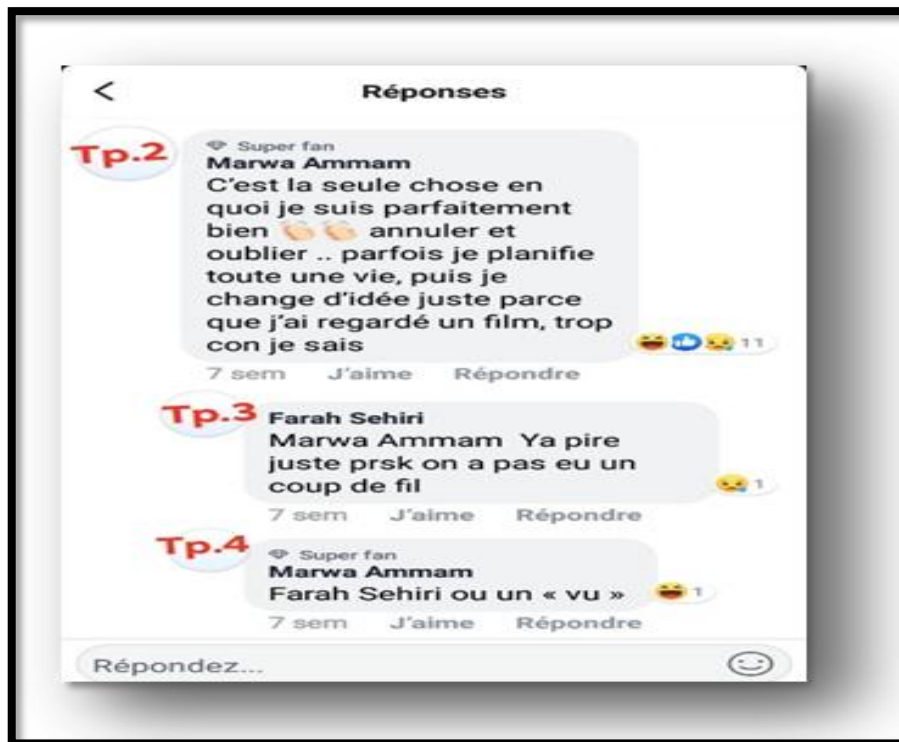 Réponses
Tp.2
Super fan
Marwa Ammam
C'est la seule chose en
quoi je suis parfaitement
bien 👏🏻👏🏻 annuler et
oublier .. parfois je planifie
toute une vie, puis je
change d'idée juste parce
que j'ai regardé un film, trop
con je sais
11
7 sem J'aime Répondre
Tp.3
Farah Sehiri
Marwa Ammam Ya pire
juste prsk on a pas eu un
coup de fil
1
7 sem J'aime Répondre
Tp.4
Super fan
Marwa Ammam
Farah Sehiri ou un « vu »
1
7 sem J'aime Répondre
Répondez...